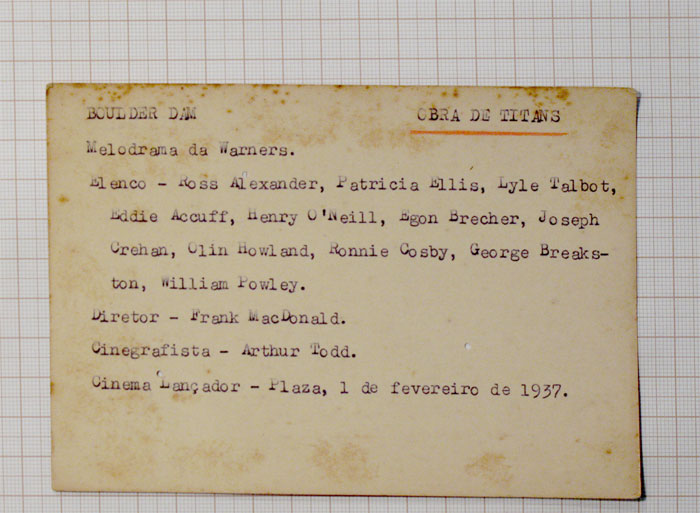 BOULDER DAM OBRA DE TITANS
Melodrama da Warners.
Elenco - Ross Alexander, Patricia Ellis, Lyle Talbot,
Eddie Accuff, Henry O'Neill, Egon Brecher, Joseph
Crehan, Olin Howland, Ronnie Cosby, George Breaks-
ton, William Powley.
Diretor - Frank MacDonald.
Cinegrafista - Arthur Todd.
Cinema Lançador - Plaza, 1 de fevereiro de 1937.